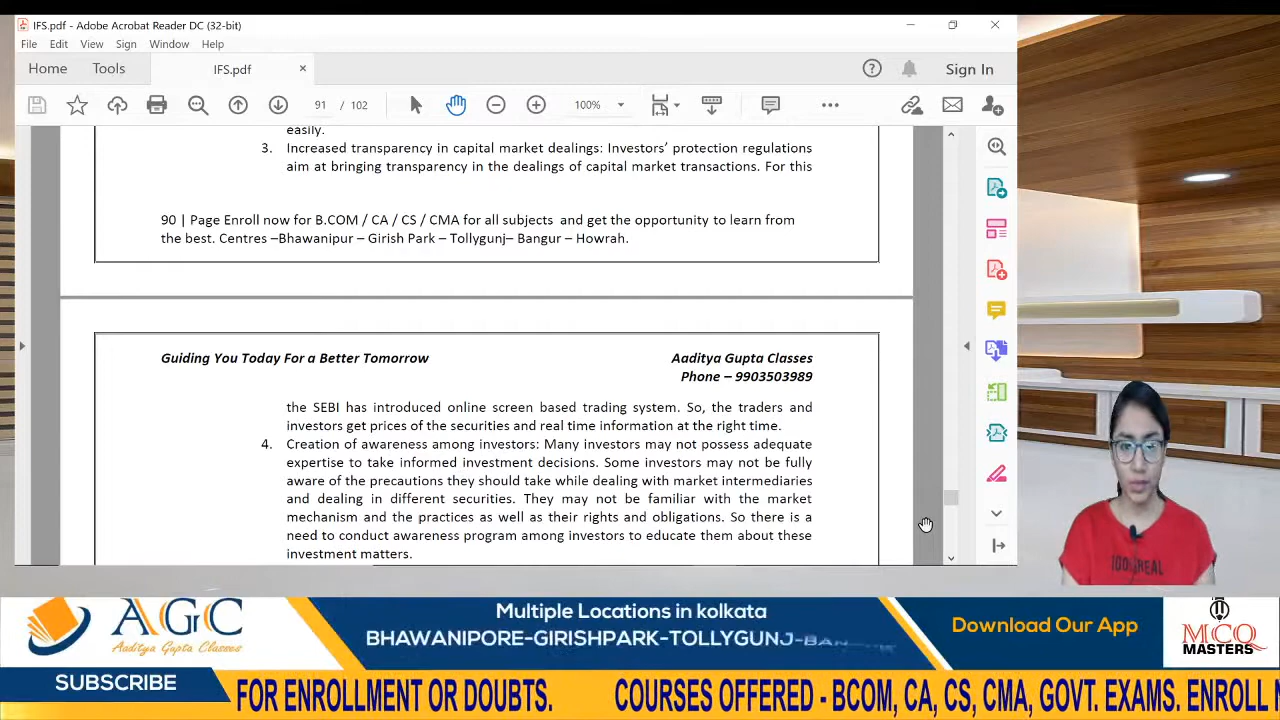 IFS.pdf - Adobe Acrobat Reader DC (32-bit)
File Edit View Sign Window Help
Home Tools IFS.pdf × Sign In
91 / 102 100%
easily.
3. Increased transparency in capital market dealings: Investors' protection regulations
aim at bringing transparency in the dealings of capital market transactions. For this
90 | Page Enroll now for B.COM / CA / CS / CMA for all subjects and get the opportunity to learn from
the best. Centres –Bhawanipur – Girish Park – Tollygunj– Bangur – Howrah.
Guiding You Today For a Better Tomorrow Aaditya Gupta Classes
Phone – 9903503989
the SEBI has introduced online screen based trading system. So, the traders and
investors get prices of the securities and real time information at the right time.
4. Creation of awareness among investors: Many investors may not possess adequate
expertise to take informed investment decisions. Some investors may not be fully
aware of the precautions they should take while dealing with market intermediaries
and dealing in different securities. They may not be familiar with the market
mechanism and the practices as well as their rights and obligations. So there is a
need to conduct awareness program among investors to educate them about these
investment matters.
AGC
Aaditya Gupta Classes
Multiple Locations in kolkata
BHAWANIPORE-GIRISHPARK-TOLLYGUNJ-
Download Our App
MCQ
MASTERS
SUBSCRIBE
FOR ENROLLMENT OR DOUBTS. COURSES OFFERED - BCOM, CA, CS, CMA, GOVT. EXAMS. ENROLL